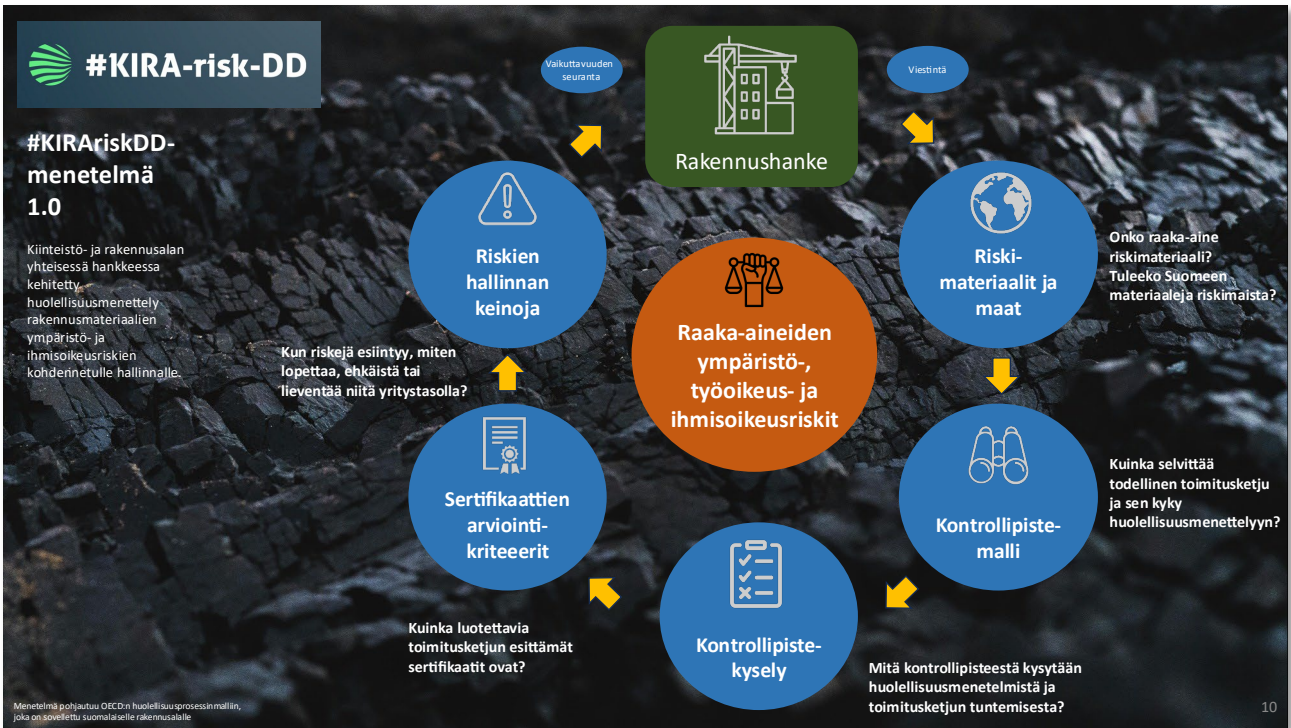 #KIRA-risk-DD
#KIRAriskDD-
menetelmä
1.0
Kiinteistö- ja rakennusalan
yhteisessä hankkeessa
kehitetty
huolellisuusmenettely
rakennusmateriaalien
ympäristö- ja
ihmisoikeusriskien
kohdennetulle hallinnalle.
Vaikuttavuuden
seuranta
Rakennushanke
Viestintä
Riski-
materiaalit ja
maat
Onko raaka-aine
riskimateriaali?
Tuleeko Suomeen
materiaaleja riskimaista?
Kontrollipiste-
malli
Kuinka selvittää
todellinen toimitusketju
ja sen kyky
huolellisuusmenettelyyn?
Kontrollipiste-
kysely
Mitä kontrollipisteestä kysytään
huolellisuusmenetelmistä ja
toimitusketjun tuntemisesta?
Sertifikaattien
arviointi-
kriteeerit
Kuinka luotettavia
toimitusketjun esittämät
sertifikaatit ovat?
Riskien
hallinnan
keinoja
Kun riskejä esiintyy, miten
lopettaa, ehkäistä tai
lieventää niitä yritystasolla?
Raaka-aineiden
ympäristö-,
työoikeus- ja
ihmisoikeusriskit
Menetelmä pohjautuu OECD:n huolellisuusprosessinmalliin,
joka on sovellettu suomalaiselle rakennusalalle
10